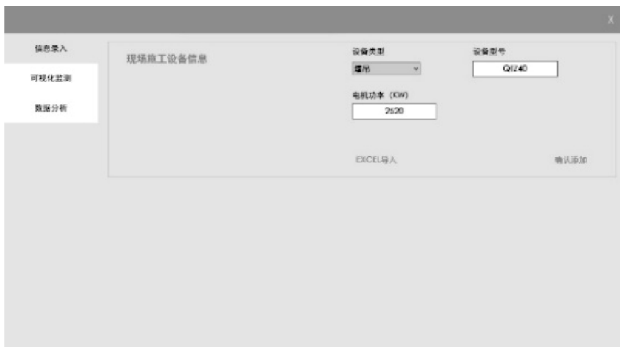 X
信息录入
可视化监测
数据分析
现场施工设备信息
设备类型
塔吊
设备型号
QTZ40
电机功率（KW）
2620
EXCEL导入
确认添加